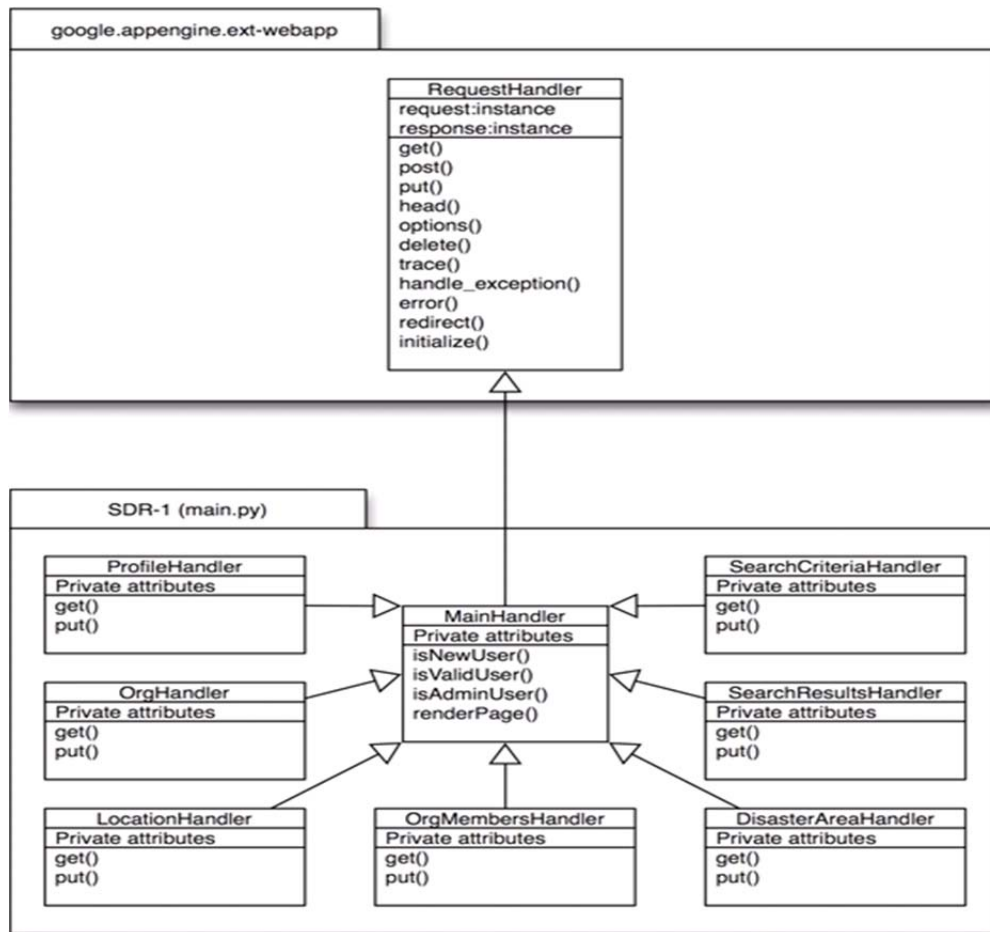 google.appengine.ext-webapp
RequestHandler
request:instance
response:instance
get()
post()
put()
head()
options()
delete()
trace()
handle_exception()
error()
redirect()
initialize()
SDR-1 (main.py)
ProfileHandler
Private attributes
get()
put()
OrgHandler
Private attributes
get()
put()
LocationHandler
Private attributes
get()
put()
MainHandler
Private attributes
isNewUser()
isValidUser()
isAdminUser()
renderPage()
OrgMembersHandler
Private attributes
get()
put()
SearchCriteriaHandler
Private attributes
get()
put()
SearchResultsHandler
Private attributes
get()
put()
DisasterAreaHandler
Private attributes
get()
put()